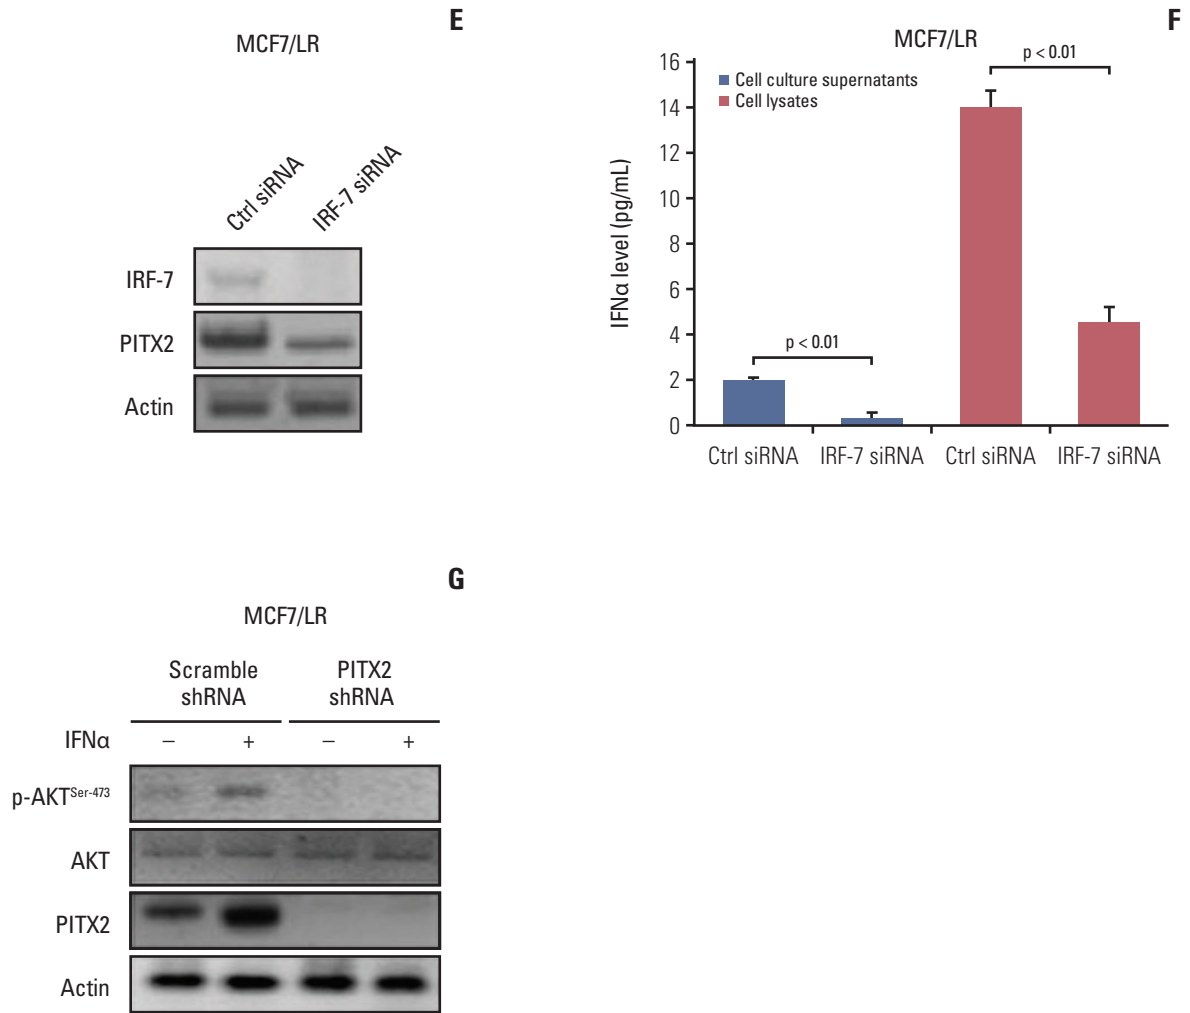 E
MCF7/LR
Ctrl siRNA
IRF-7 siRNA
IRF-7
PITX2
Actin
F
MCF7/LR
p < 0.01
Cell culture supernatants
Cell lysates
IFNα level (pg/mL)
16
14
12
10
8
6
4
2
0
p < 0.01
Ctrl siRNA IRF-7 siRNA Ctrl siRNA IRF-7 siRNA
G
MCF7/LR
Scramble
shRNA
PITX2
shRNA
IFNα – + – +
p-AKTSer-473
AKT
PITX2
Actin